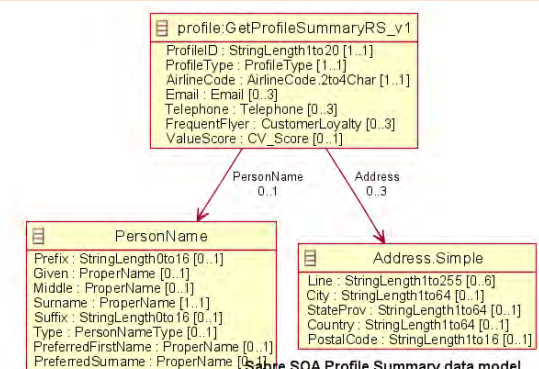 profile:GetProfileSummaryRS_v1
ProfileID : StringLength1to20 [1..1]
ProfileType : ProfileType [1..1]
AirlineCode : AirlineCode.2to4Char [1..1]
Email : Email [0..3]
Telephone : Telephone [0..3]
FrequentFlyer : CustomerLoyalty [0..3]
ValueScore : CV_Score [0..1]
PersonName
0..1
Address
0..3
PersonName
Prefix : StringLength0to16 [0..1]
Given : ProperName [0..1]
Middle : ProperName [0..1]
Surname : ProperName [1..1]
Suffix : StringLength0to16 [0..1]
Type : PersonNameType [0..1]
PreferredFirstName : ProperName [0..1]
PreferredSurname : ProperName [0..1]
Address.Simple
Line : StringLength1to255 [0..6]
City : StringLength1to64 [0..1]
StateProv : StringLength1to64 [0..1]
Country : StringLength1to64 [0..1]
PostalCode : StringLength1to16 [0..1]
Sabre SOA Profile Summary data model